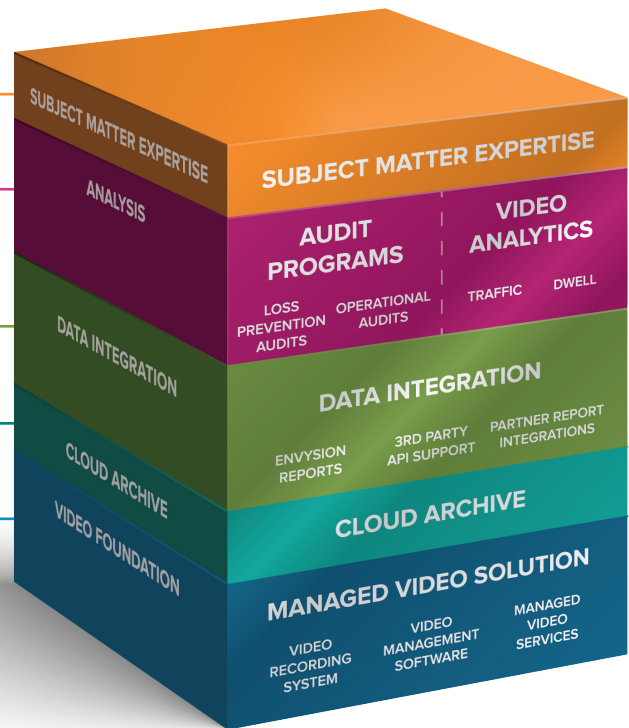 SUBJECT MATTER EXPERTISE
ANALYSIS
DATA INTEGRATION
CLOUD ARCHIVE
VIDEO FOUNDATION
SUBJECT MATTER EXPERTISE
AUDIT
PROGRAMS
LOSS
PREVENTION
AUDITS
OPERATIONAL
AUDITS
VIDEO
ANALYTICS
TRAFFIC
DWELL
DATA INTEGRATION
ENVYSION
REPORTS
3RD PARTY
API SUPPORT
PARTNER REPORT
INTEGRATIONS
CLOUD ARCHIVE
MANAGED VIDEO SOLUTION
VIDEO
RECORDING
SYSTEM
VIDEO
MANAGEMENT
SOFTWARE
MANAGED
VIDEO
SERVICES